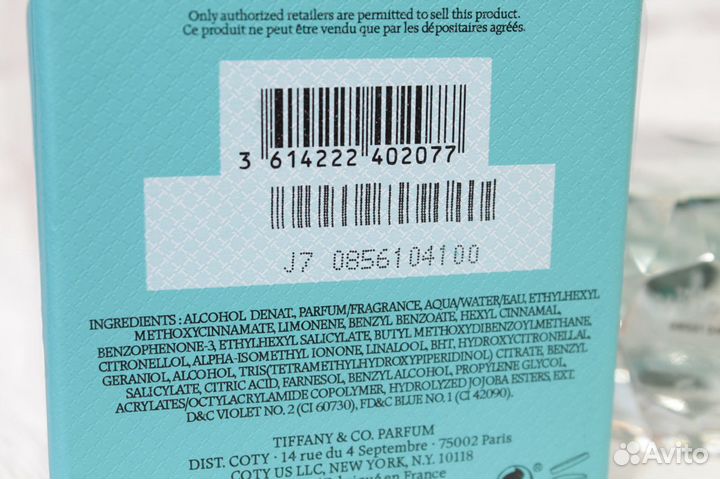 Only authorized retailers are permitted to sell this product.
Ce produit ne peut être vendu que par les dépositaires agréés.
3 614222 402077
J7 0856104100
INGREDIENTS : ALCOHOL DENAT., PARFUM/FRAGRANCE, AQUA/WATER/EAU, ETHYLHEXYL
METHOXYCINNAMATE, LIMONENE, BENZYL BENZOATE, HEXYL CINNAMAL,
BENZOPHENONE-3, ETHYLHEXYL SALICYLATE, BUTYL METHOXYDIBENZOYLMETHANE,
CITRONELLOL, ALPHA-ISOMETHYL IONONE, LINALOOL, BHT, HYDROXYCITRONELLAL,
GERANIOL, ALCOHOL, TRIS(TETRAMETHYLHYDROXYPIPERIDINOL) CITRATE, BENZYL
SALICYLATE, CITRIC ACID, FARNESOL, BENZYL ALCOHOL, PROPYLENE GLYCOL,
ACRYLATES/OCTYLACRYLAMIDE COPOLYMER, HYDROLYZED JOJOBA ESTERS, EXT.
D&C VIOLET NO. 2 (CI 60730), FD&C BLUE NO. 1 (CI 42090).
TIFFANY & CO. PARFUM
DIST. COTY · 14 rue du 4 Septembre · 75002 Paris
COTY US LLC, NEW YORK, N.Y. 10118
en France
Avito